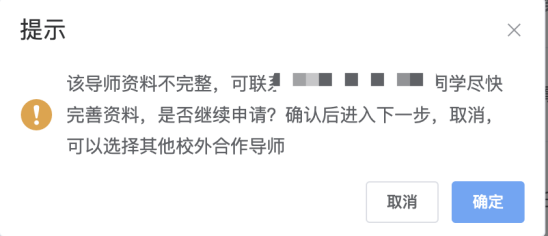 提示
该导师资料不完整，可联系同学尽快
完善资料，是否继续申请？确认后进入下一步，取消，
可以选择其他校外合作导师
取消
确定